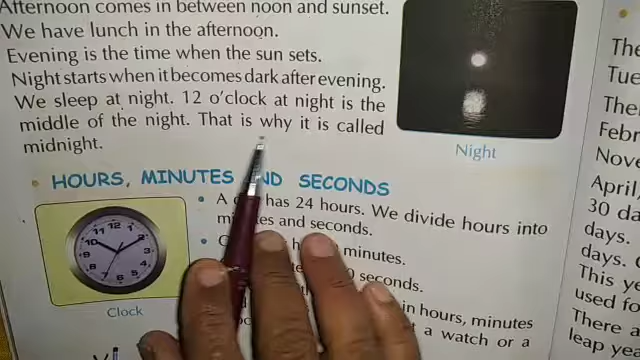 Afternoon comes in between noon and sunset.
We have lunch in the afternoon.
Evening is the time when the sun sets.
Night starts when it becomes dark after evening.
We sleep at night. 12 o'clock at night is the
middle of the night. That is why it is called
midnight.
Night
HOURS, MINUTES AND SECONDS
A has 24 hours. We divide hours into
and seconds.
minutes.
seconds.
in hours, minutes
a watch or a
Clock
The
Tue
Febr
Nove
April,
30 da
days.
days.
This ye
used fo
There a
leap yea